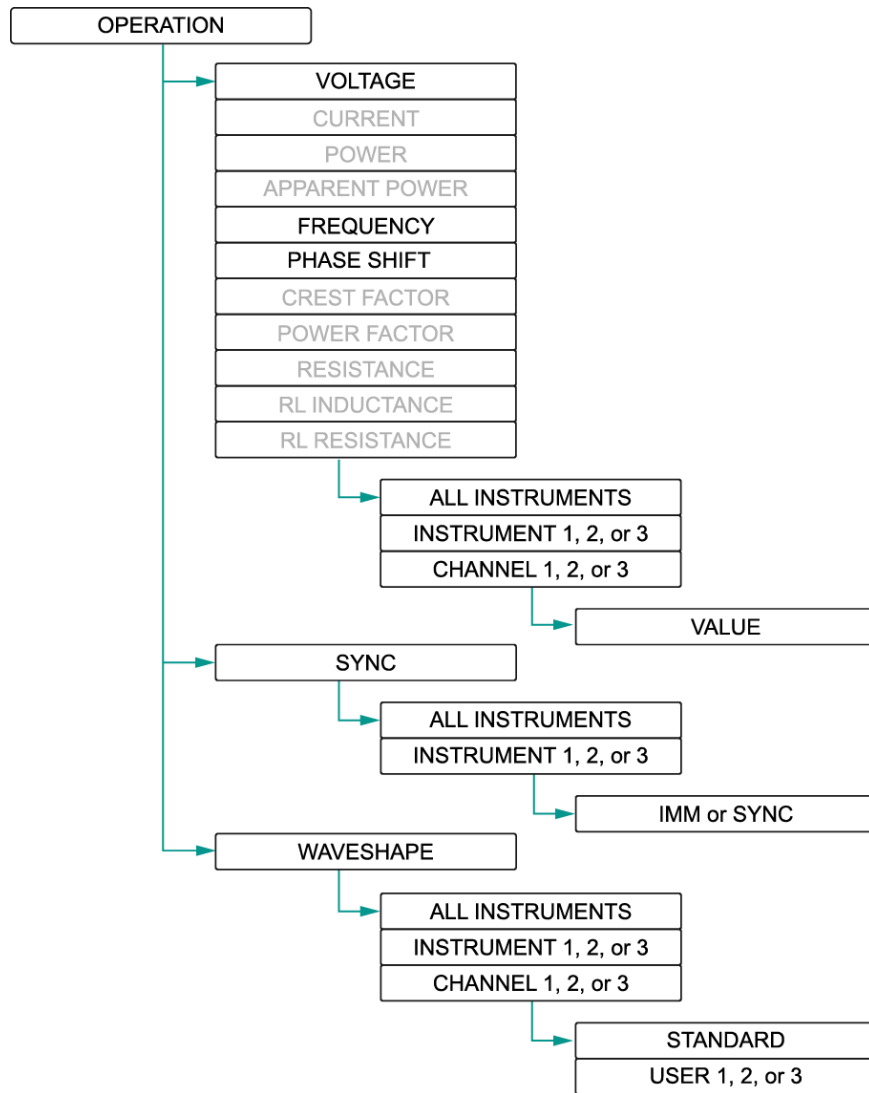 OPERATION
VOLTAGE
CURRENT
POWER
APPARENT POWER
FREQUENCY
PHASE SHIFT
CREST FACTOR
POWER FACTOR
RESISTANCE
RL INDUCTANCE
RL RESISTANCE
ALL INSTRUMENTS
INSTRUMENT 1, 2, or 3
CHANNEL 1, 2, or 3
VALUE
SYNC
ALL INSTRUMENTS
INSTRUMENT 1, 2, or 3
IMM or SYNC
WAVESHAPE
ALL INSTRUMENTS
INSTRUMENT 1, 2, or 3
CHANNEL 1, 2, or 3
STANDARD
USER 1, 2, or 3